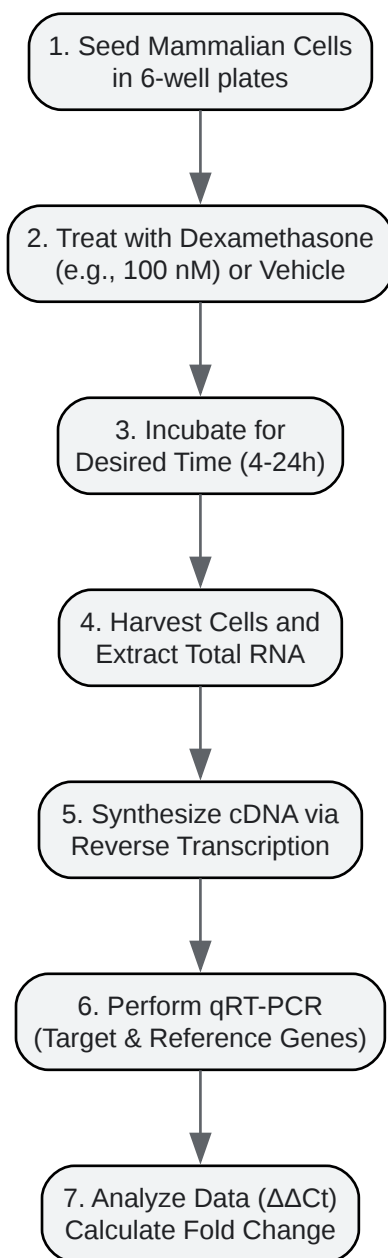 1. Seed Mammalian Cells
in 6-well plates
2. Treat with Dexamethasone
(e.g., 100 nM) or Vehicle
3. Incubate for
Desired Time (4-24h)
4. Harvest Cells and
Extract Total RNA
5. Synthesize cDNA via
Reverse Transcription
6. Perform qRT-PCR
(Target & Reference Genes)
7. Analyze Data (ΔΔCt)
Calculate Fold Change